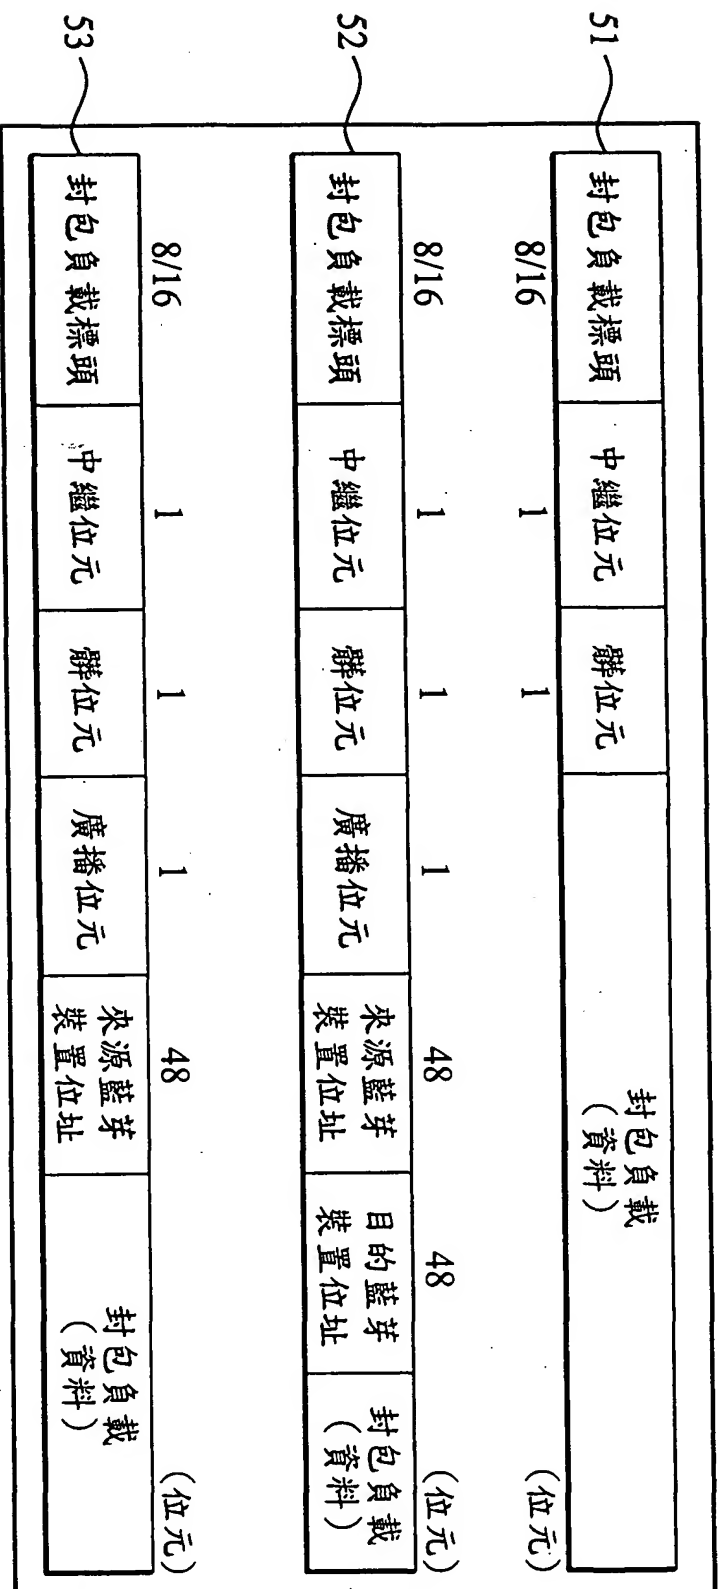 51
封包負載標頭
中繼位元
髒位元
封包負載
(資料)
8/16
1
1
(位元)
52
8/16
1
1
1
48
48
(位元)
封包負載標頭
中繼位元
髒位元
廣播位元
來源藍芽
裝置位址
目的藍芽
裝置位址
封包負載
(資料)
53
8/16
1
1
1
48
(位元)
封包負載標頭
中繼位元
髒位元
廣播位元
來源藍芽
裝置位址
封包負載
(資料)